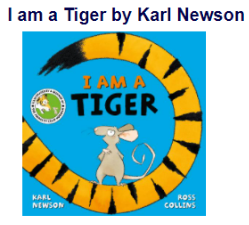 I am a Tiger by Karl Newson
I AM A
TIGER
KARL ROSS
NEWSON COLLINS